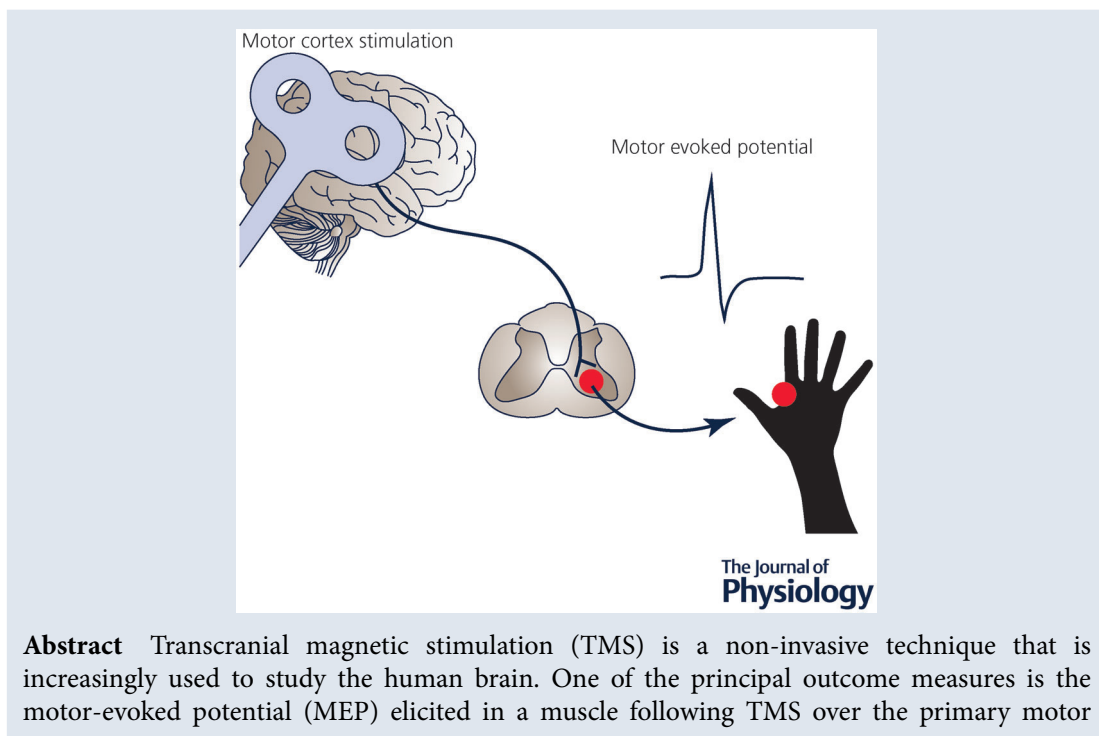 Motor cortex stimulation
Motor evoked potential
The Journal of
Physiology
Abstract Transcranial magnetic stimulation (TMS) is a non-invasive technique that is
increasingly used to study the human brain. One of the principal outcome measures is the
motor-evoked potential (MEP) elicited in a muscle following TMS over the primary motor